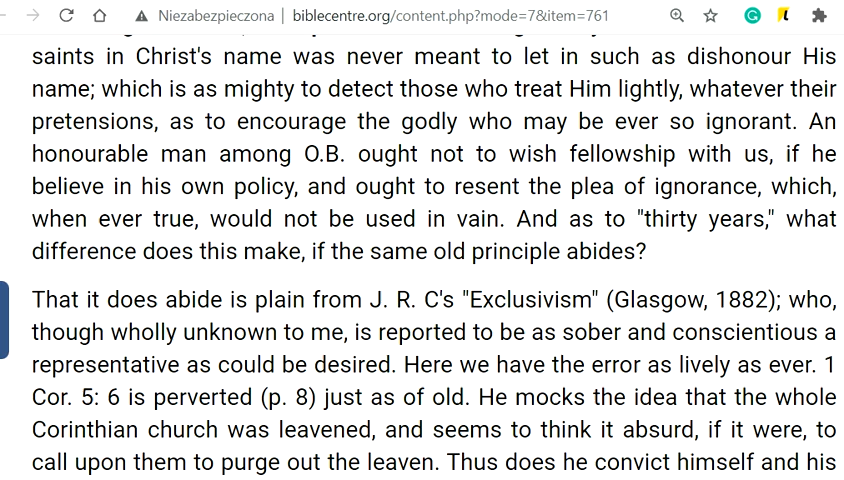 Niezabezpieczona | biblecentre.org/content.php?mode=7&item=761
saints in Christ's name was never meant to let in such as dishonour His
name; which is as mighty to detect those who treat Him lightly, whatever their
pretensions, as to encourage the godly who may be ever so ignorant. An
honourable man among O.B. ought not to wish fellowship with us, if he
believe in his own policy, and ought to resent the plea of ignorance, which,
when ever true, would not be used in vain. And as to "thirty years," what
difference does this make, if the same old principle abides?
That it does abide is plain from J. R. C's "Exclusivism" (Glasgow, 1882); who,
though wholly unknown to me, is reported to be as sober and conscientious a
representative as could be desired. Here we have the error as lively as ever. 1
Cor. 5: 6 is perverted (p. 8) just as of old. He mocks the idea that the whole
Corinthian church was leavened, and seems to think it absurd, if it were, to
call upon them to purge out the leaven. Thus does he convict himself and his